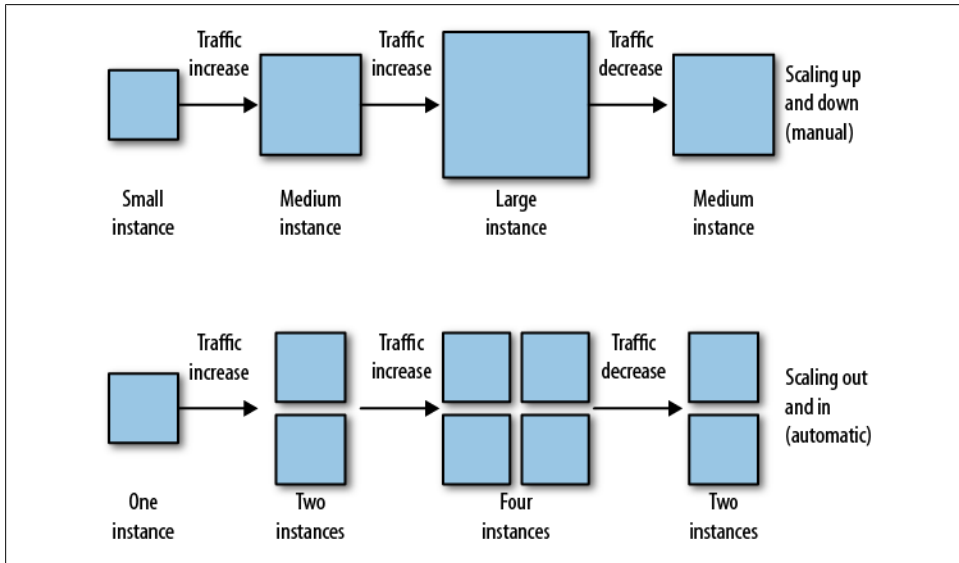 Traffic
increase
Traffic
increase
Traffic
decrease
Scaling up
and down
(manual)
Small
instance
Medium
instance
Large
instance
Medium
instance
Traffic
increase
Traffic
increase
Traffic
decrease
Scaling out
and in
(automatic)
One
instance
Two
instances
Four
instances
Two
instances